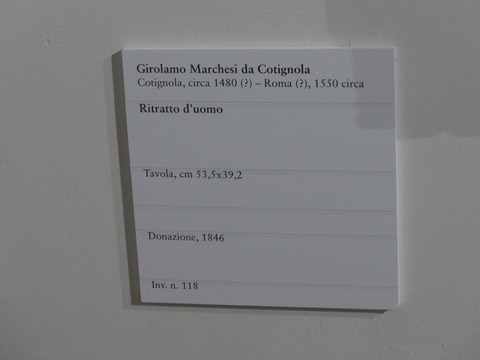 Girolamo Marchesi da Cotignola
Cotignola, circa 1480 (?) – Roma (?), 1550 circa
Ritratto d'uomo
Tavola, cm 53,5x39,2
Donazione, 1846
Inv. n. 118